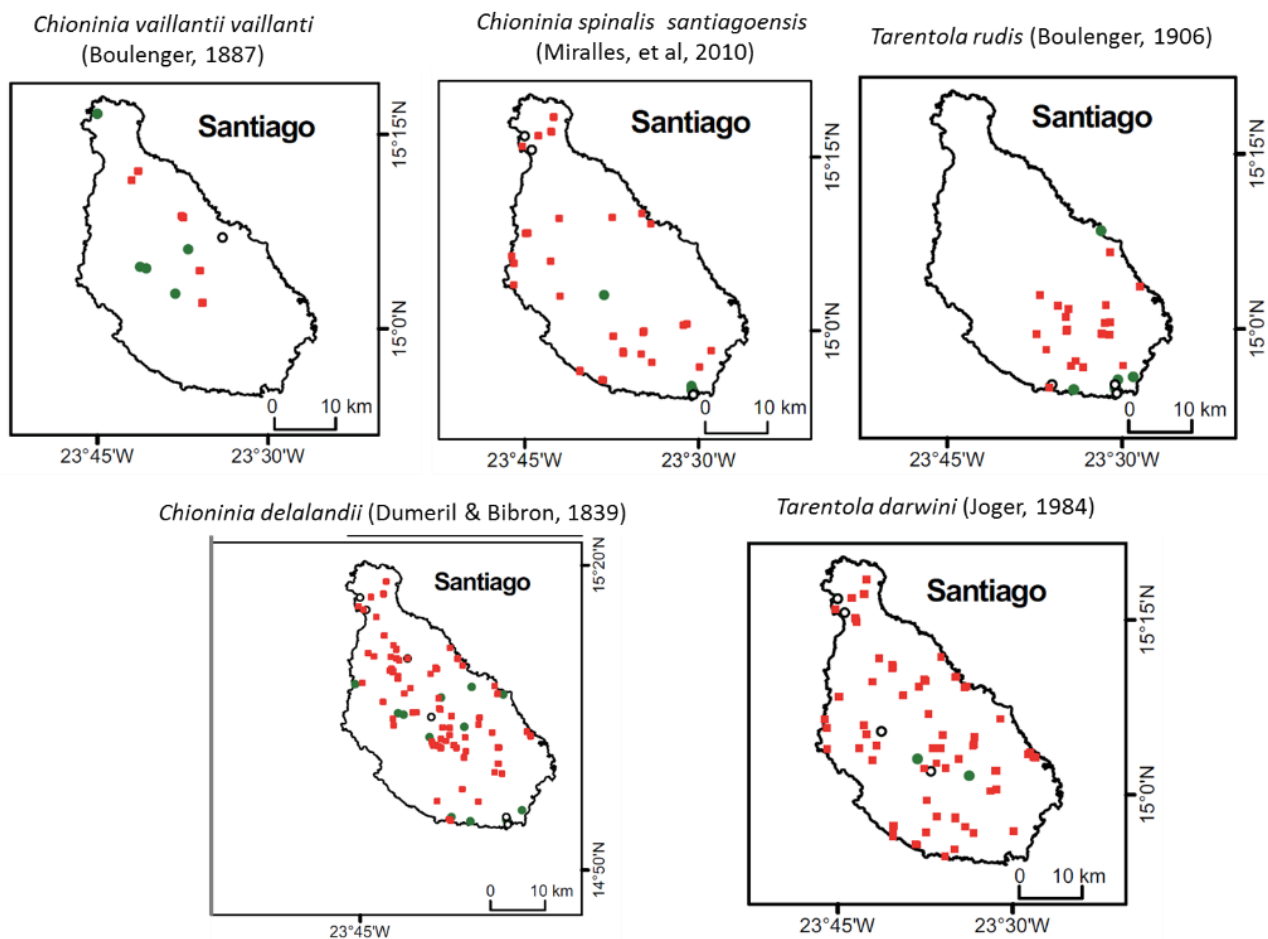 Chioninia vaillantii vaillanti
(Boulenger, 1887)
Chioninia spinalis santiagoensis
(Miralles, et al, 2010)
Tarentola rudis (Boulenger, 1906)
Santiago
15°15'N
15°0'N
0 10 km
23°45'W 23°30'W
Santiago
15°15'N
15°0'N
0 10 km
23°45'W 23°30'W
Santiago
15°15'N
15°0'N
0 10 km
23°45'W 23°30'W
Chioninia delalandii (Dumeril & Bibron, 1839)
Tarentola darwini (Joger, 1984)
Santiago
15°20'N
14°50'N
0 10 km
23°45'W
Santiago
15°15'N
15°0'N
0 10 km
23°45'W 23°30'W